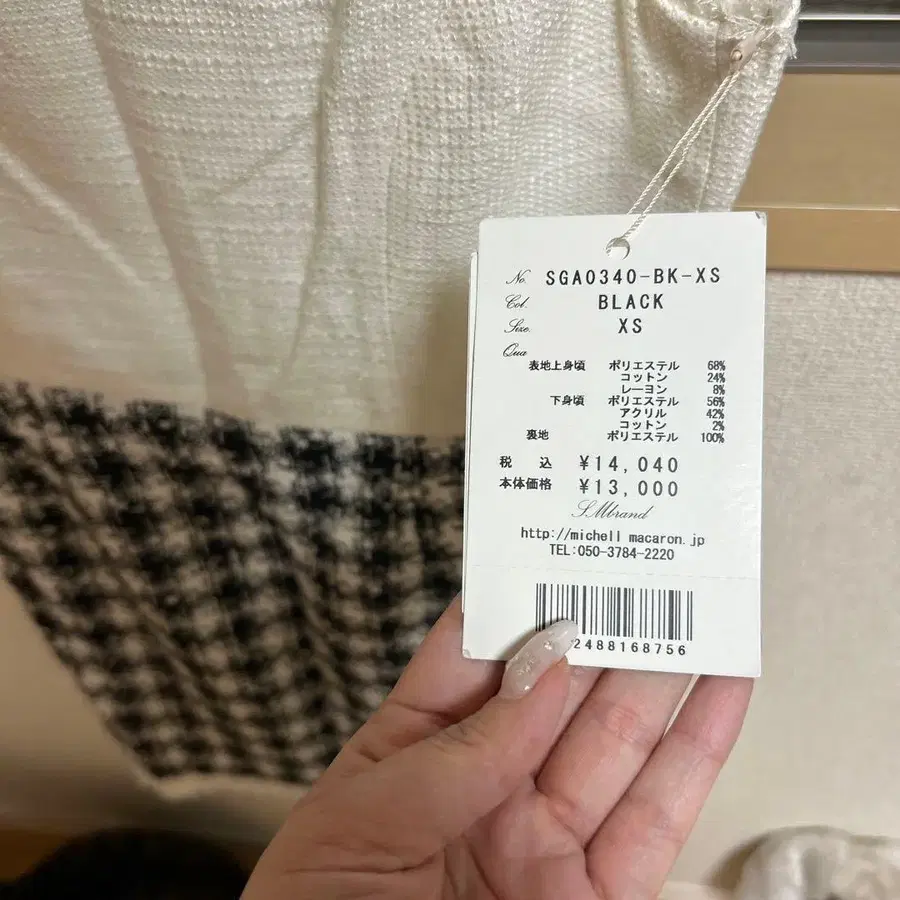 No. SGA0340-BK-XS
Col. BLACK
Size. XS
Qua
表地上身頃 ポリエステル 68%
コットン 24%
レーヨン 8%
下身頃 ポリエステル 56%
アクリル 42%
コットン 2%
裏地 ポリエステル 100%
税 込 ¥14,040
本体価格 ¥13,000
S.Mbrand
http://michell macaron.jp
TEL:050-3784-2220
2488168756